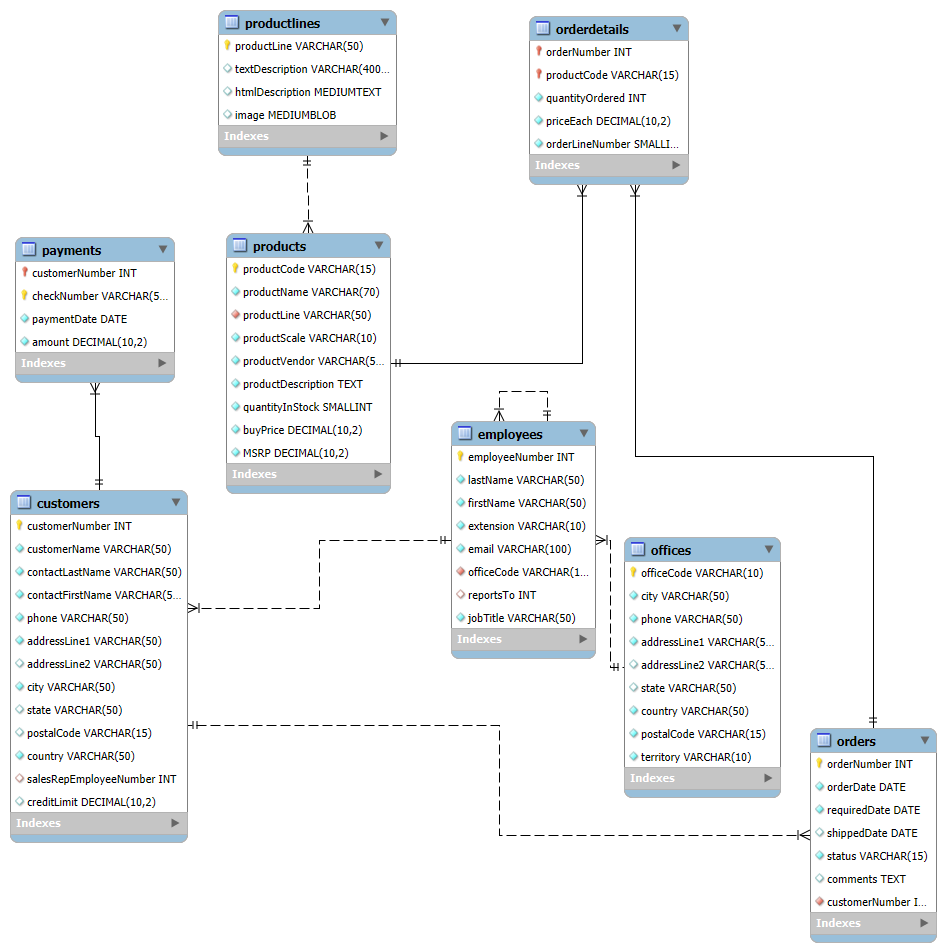 productlines
productLine VARCHAR(50)
textDescription VARCHAR(400...
htmlDescription MEDIUMTEXT
image MEDIUMBLOB
Indexes
orderdetails
orderNumber INT
productCode VARCHAR(15)
quantityOrdered INT
priceEach DECIMAL(10,2)
orderLineNumber SMALLI...
Indexes
payments
customerNumber INT
checkNumber VARCHAR(5...
paymentDate DATE
amount DECIMAL(10,2)
Indexes
products
productCode VARCHAR(15)
productName VARCHAR(70)
productLine VARCHAR(50)
productScale VARCHAR(10)
productVendor VARCHAR(5...
productDescription TEXT
quantityInStock SMALLINT
buyPrice DECIMAL(10,2)
MSRP DECIMAL(10,2)
Indexes
employees
employeeNumber INT
lastName VARCHAR(50)
firstName VARCHAR(50)
extension VARCHAR(10)
email VARCHAR(100)
officeCode VARCHAR(1...
reportsTo INT
jobTitle VARCHAR(50)
Indexes
customers
customerNumber INT
customerName VARCHAR(50)
contactLastName VARCHAR(50)
contactFirstName VARCHAR(5...
phone VARCHAR(50)
addressLine1 VARCHAR(50)
addressLine2 VARCHAR(50)
city VARCHAR(50)
state VARCHAR(50)
postalCode VARCHAR(15)
country VARCHAR(50)
salesRepEmployeeNumber INT
creditLimit DECIMAL(10,2)
Indexes
offices
officeCode VARCHAR(10)
city VARCHAR(50)
phone VARCHAR(50)
addressLine1 VARCHAR(5...
addressLine2 VARCHAR(5...
state VARCHAR(50)
country VARCHAR(50)
postalCode VARCHAR(15)
territory VARCHAR(10)
Indexes
orders
orderNumber INT
orderDate DATE
requiredDate DATE
shippedDate DATE
status VARCHAR(15)
comments TEXT
customerNumber I...
Indexes